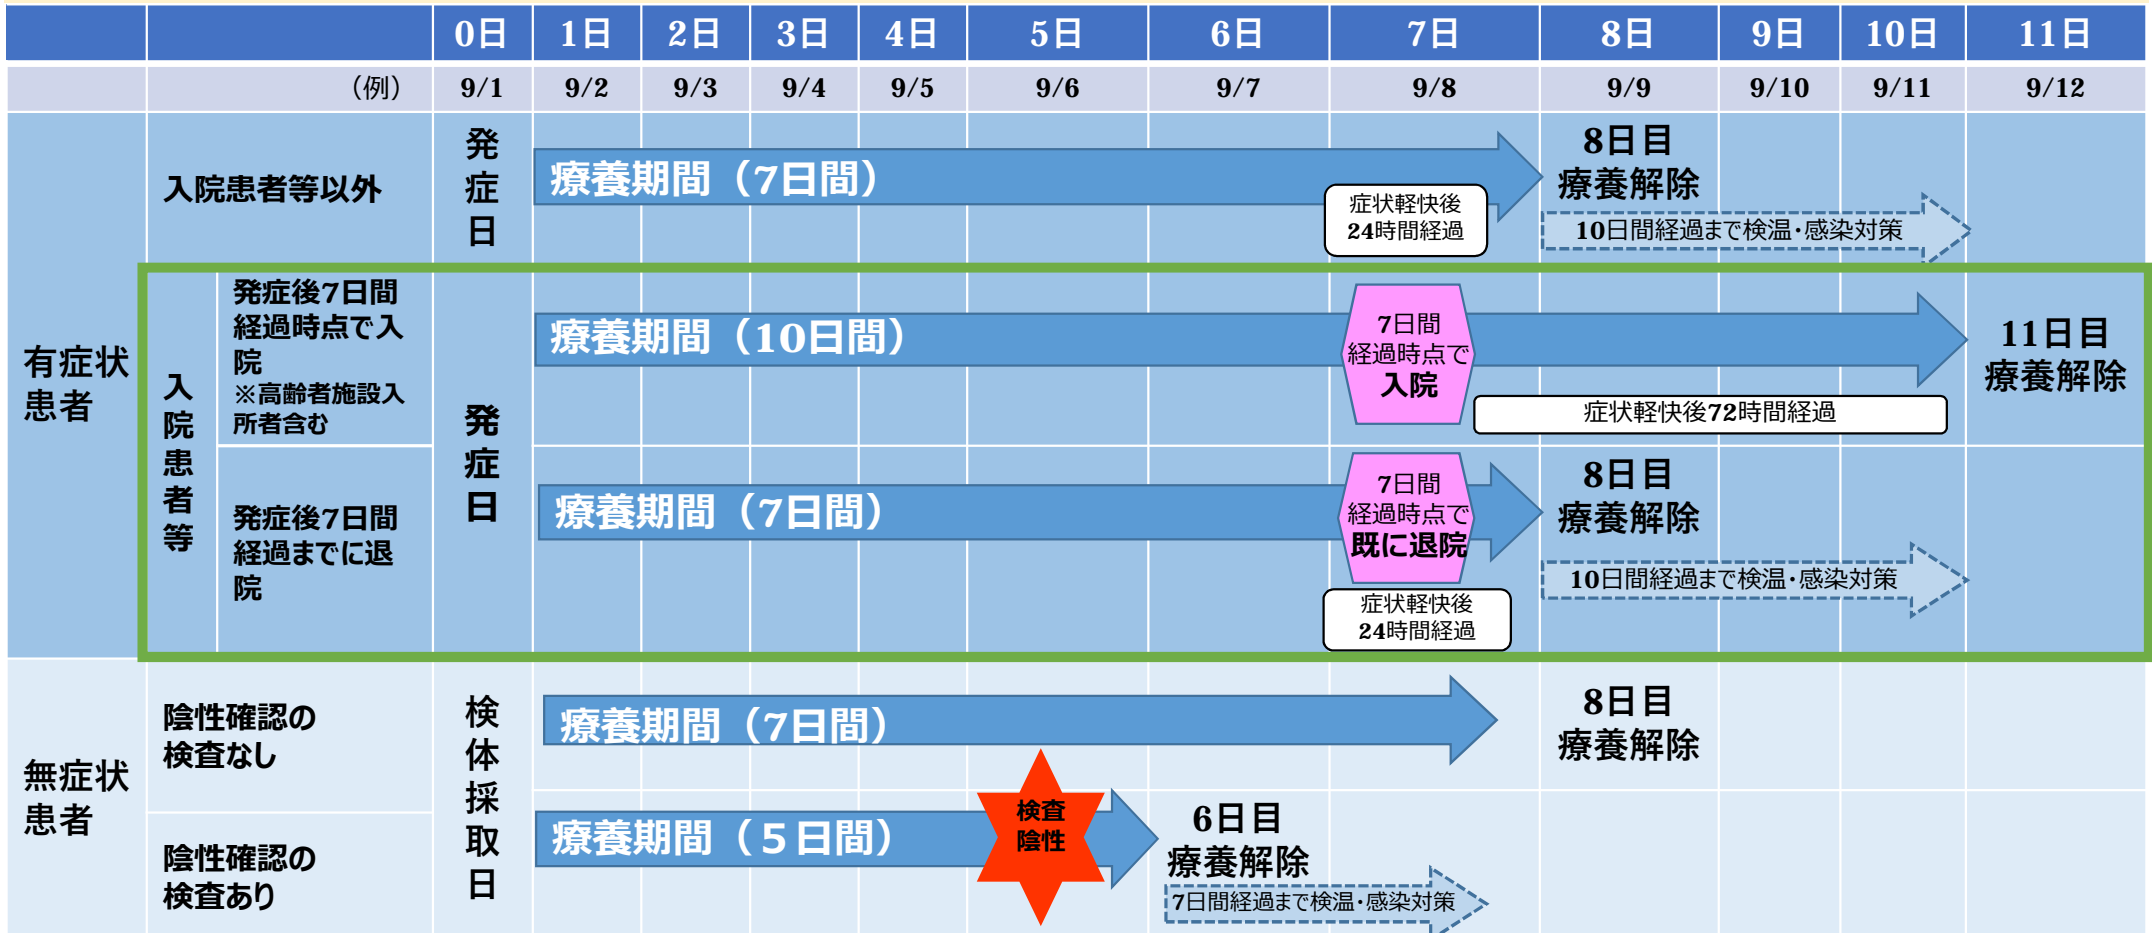 0日 1日 2日 3日 4日 5日 6日 7日 8日 9日 10日 11日
（例） 9/1 9/2 9/3 9/4 9/5 9/6 9/7 9/8 9/9 9/10 9/11 9/12
有症状
患者
入院患者等以外
発症日
療養期間（7日間）
症状軽快後
24時間経過
8日目
療養解除
10日間経過まで検温・感染対策
入院患者等
発症後7日間
経過時点で入
院
※高齢者施設入
所者含む
発症日
療養期間（10日間）
7日間
経過時点で
入院
症状軽快後72時間経過
11日目
療養解除
発症後7日間
経過までに退
院
療養期間（7日間）
7日間
経過時点で
既に退院
症状軽快後
24時間経過
8日目
療養解除
10日間経過まで検温・感染対策
無症状
患者
陰性確認の
検査なし
検体採取日
療養期間（7日間）
8日目
療養解除
陰性確認の
検査あり
療養期間（５日間）
検査
陰性
6日目
療養解除
7日間経過まで検温・感染対策